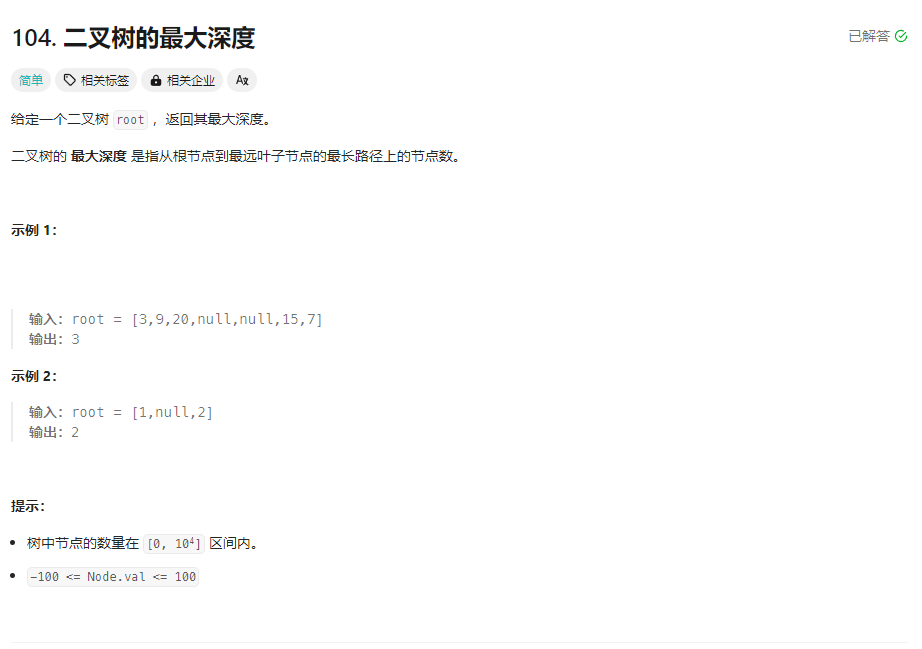 104. 二叉树的最大深度
已解答
简单 相关标签 相关企业 Ax
给定一个二叉树 root ，返回其最大深度。
二叉树的 最大深度 是指从根节点到最远叶子节点的最长路径上的节点数。
示例 1：
输入：root = [3,9,20,null,null,15,7]
输出：3
示例 2：
输入：root = [1,null,2]
输出：2
提示：
树中节点的数量在 [0, 10⁴] 区间内。
-100 <= Node.val <= 100